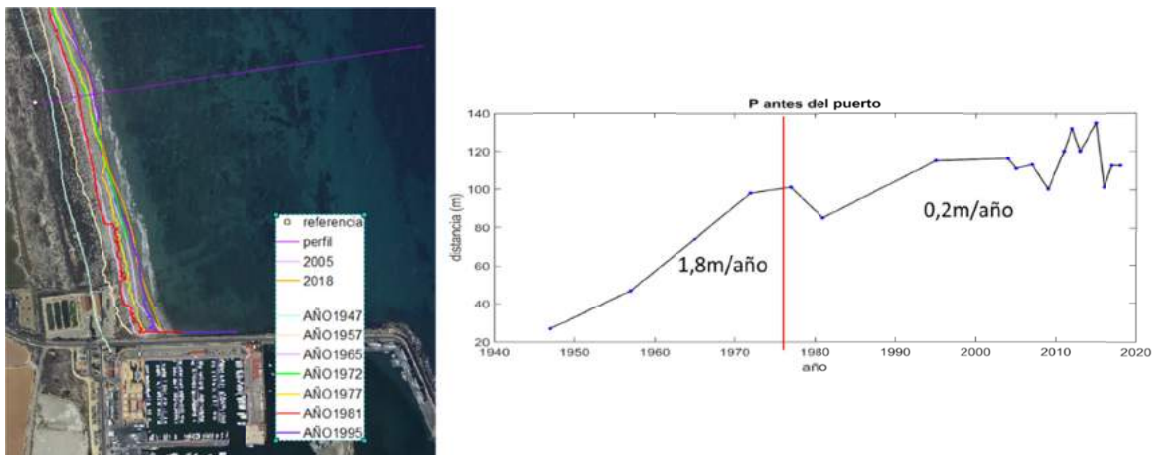 referencia
perfil
2005
2018
AÑO1947
AÑO1957
AÑO1965
AÑO1972
AÑO1977
AÑO1981
AÑO1995
P antes del puerto
distancia (m)
140
120
100
80
60
40
20
1,8m/año
0,2m/año
1940
1950
1960
1970
1980
1990
2000
2010
2020
año